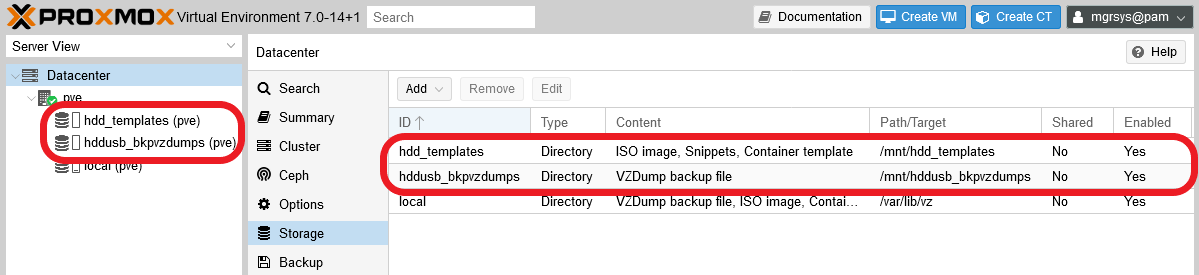 PROXMOX Virtual Environment 7.0-14+1 Search Documentation Create VM Create CT mgrsys@pam
Server View
Datacenter
pve
hdd_templates (pve)
hddusb_bkpvzdumps (pve)
local (pve)
Datacenter Help
Search
Summary
Cluster
Ceph
Options
Storage
Backup
Add Remove Edit
ID Type Content Path/Target Shared Enabled
hdd_templates Directory ISO image, Snippets, Container template /mnt/hdd_templates No Yes
hddusb_bkpvzdumps Directory VZDump backup file /mnt/hddusb_bkpvzdumps No Yes
local Directory VZDump backup file, ISO image, Contai... /var/lib/vz No Yes